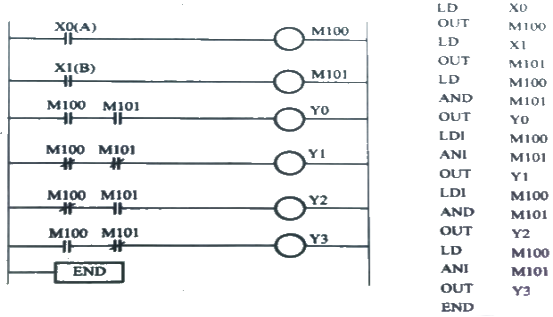 X0(A)
M100
X1(B)
M101
M100 M101
Y0
M100 M101
Y1
M100 M101
Y2
M100 M101
Y3
END
LD X0
OUT M100
LD X1
OUT M101
LD M100
AND M101
OUT Y0
LDI M100
ANI M101
OUT Y1
LDI M100
AND M101
OUT Y2
LD M100
ANI M101
OUT Y3
END